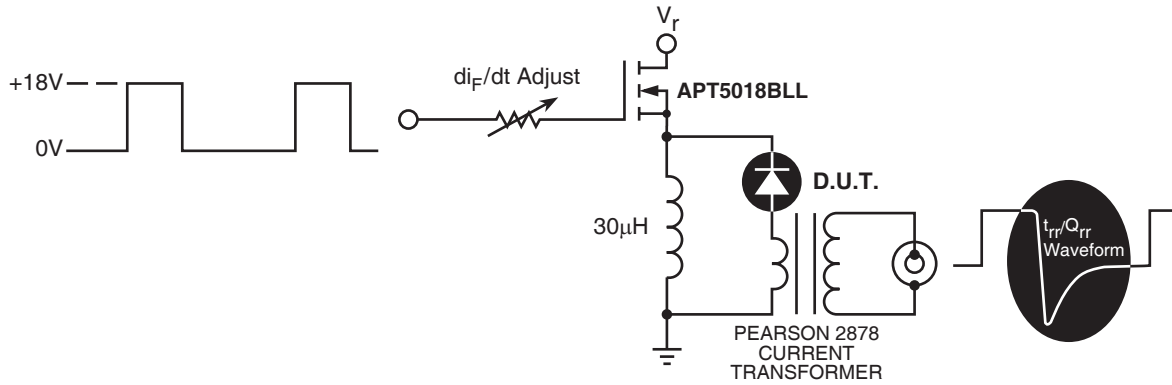 V_r
+18V
0V
di_F/dt Adjust
APT5018BLL
D.U.T.
30μH
t_rr/Q_rr
Waveform
PEARSON 2878
CURRENT
TRANSFORMER